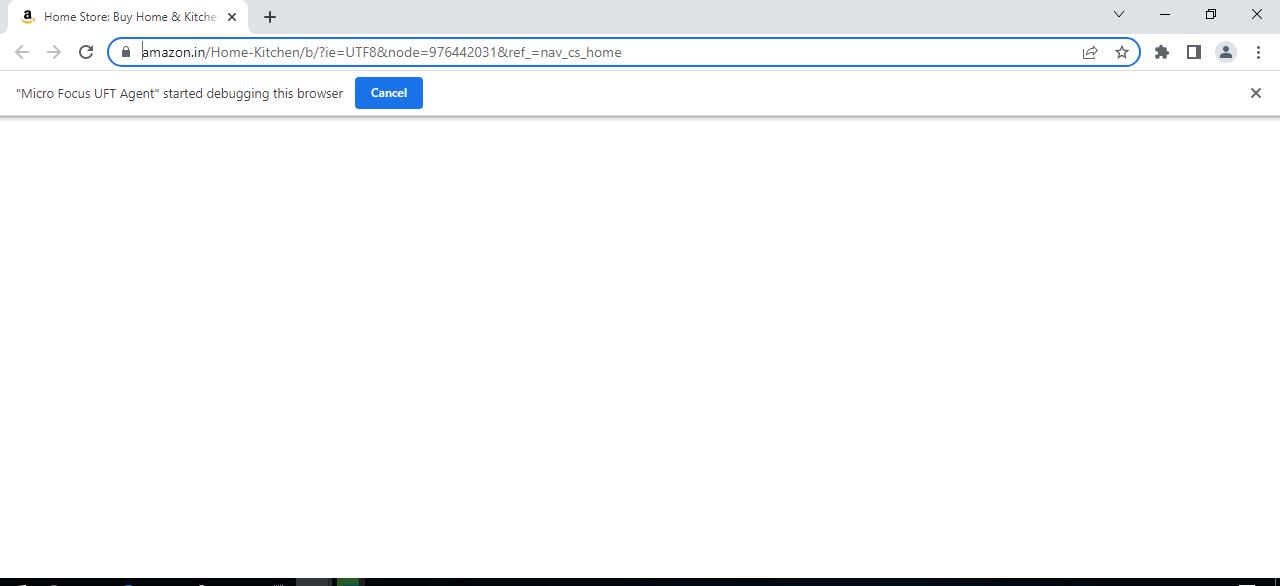 Home Store: Buy Home & Kitche
amazon.in/Home-Kitchen/b/?ie=UTF8&node=976442031&ref_=nav_cs_home
"Micro Focus UFT Agent" started debugging this browser
Cancel